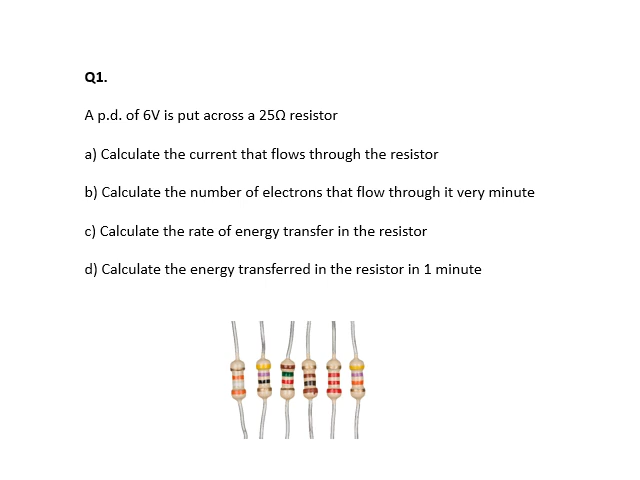 Q1.
A p.d. of 6V is put across a 25Ω resistor
a) Calculate the current that flows through the resistor
b) Calculate the number of electrons that flow through it very minute
c) Calculate the rate of energy transfer in the resistor
d) Calculate the energy transferred in the resistor in 1 minute